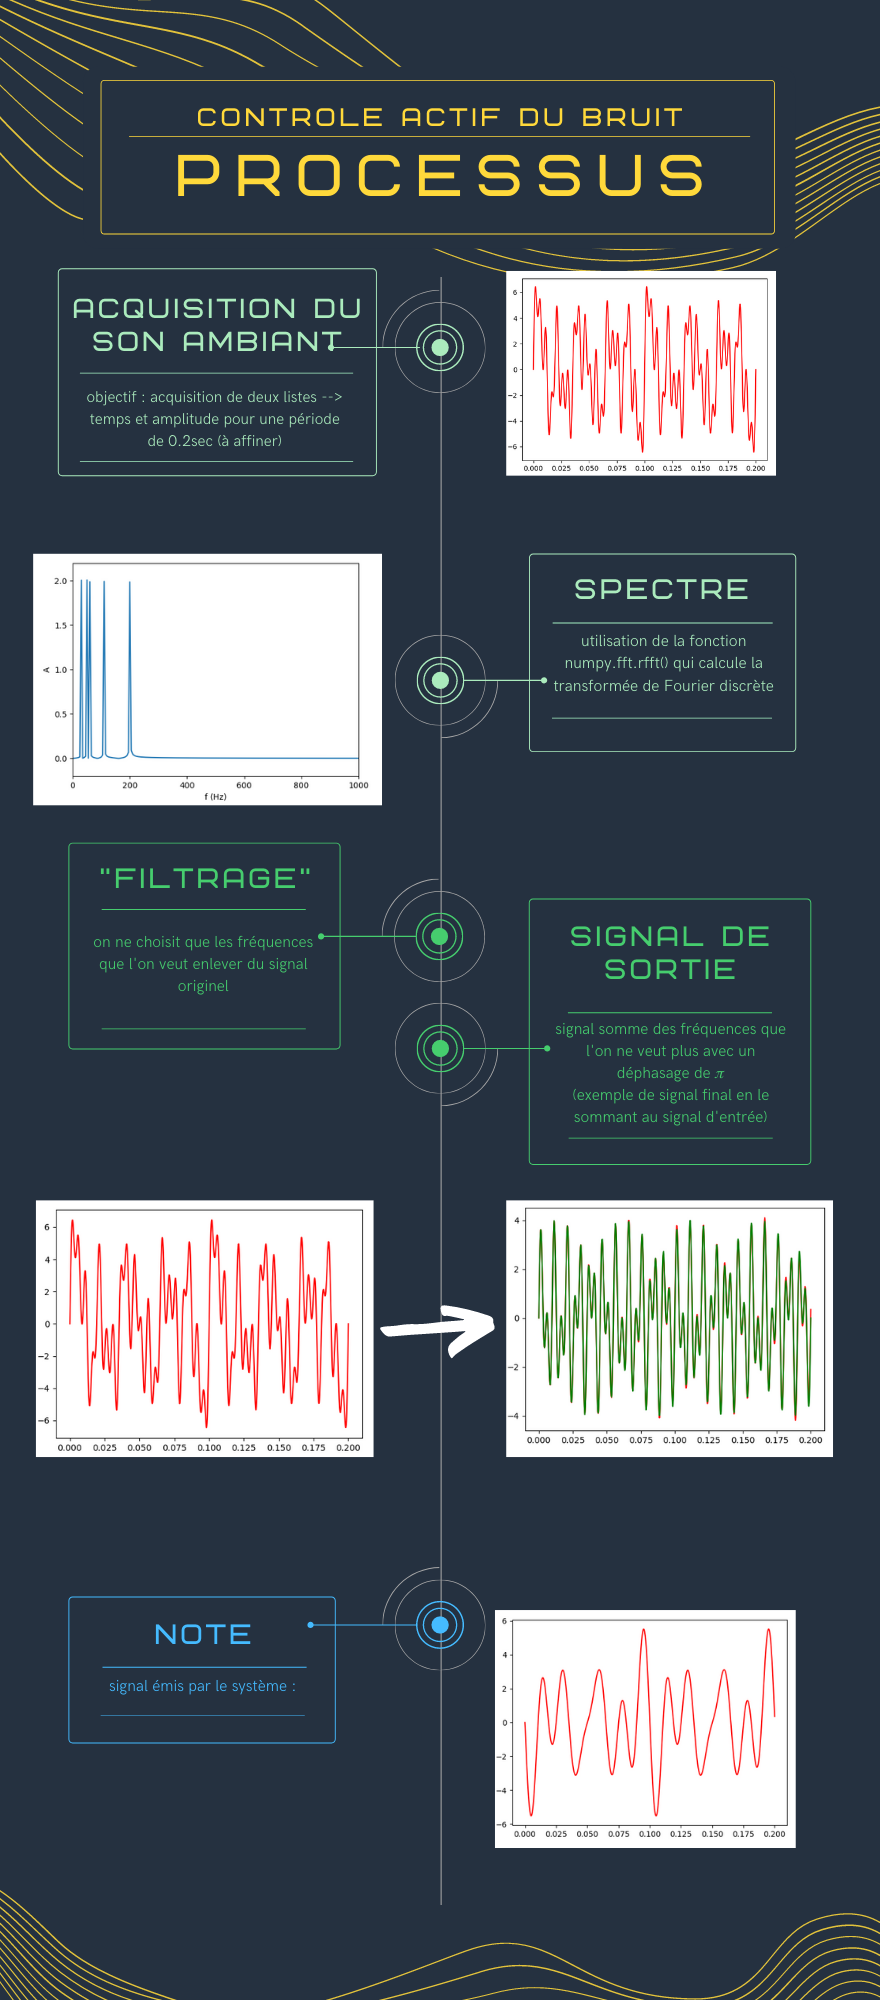 CONTROLE ACTIF DU BRUIT
PROCESSUS
ACQUISITION DU
SON AMBIANT
objectif : acquisition de deux listes -->
temps et amplitude pour une période
de 0.2sec (à affiner)
6
4
2
0
−2
−4
−6
0.000 0.025 0.050 0.075 0.100 0.125 0.150 0.175 0.200
2.0
1.5
1.0
0.5
0.0
A
0 200 400 600 800 1000
f (Hz)
SPECTRE
utilisation de la fonction
numpy.fft.rfft() qui calcule la
transformée de Fourier discrète
"FILTRAGE"
on ne choisit que les fréquences
que l'on veut enlever du signal
originel
SIGNAL DE
SORTIE
signal somme des fréquences que
l'on ne veut plus avec un
déphasage de π
(exemple de signal final en le
sommant au signal d'entrée)
6
4
2
0
−2
−4
−6
0.000 0.025 0.050 0.075 0.100 0.125 0.150 0.175 0.200
4
2
0
−2
−4
0.000 0.025 0.050 0.075 0.100 0.125 0.150 0.175 0.200
NOTE
signal émis par le système :
6
4
2
0
−2
−4
−6
0.000 0.025 0.050 0.075 0.100 0.125 0.150 0.175 0.200